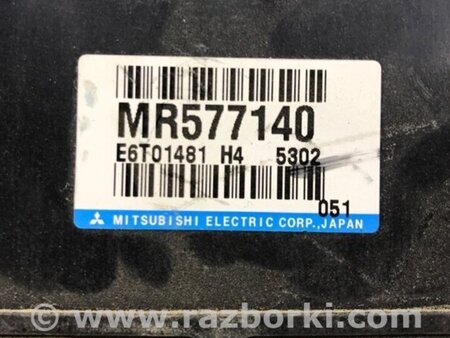 MR577140
E6T01481 H4 5302
051
MITSUBISHI ELECTRIC CORP., JAPAN
www.razborki.com